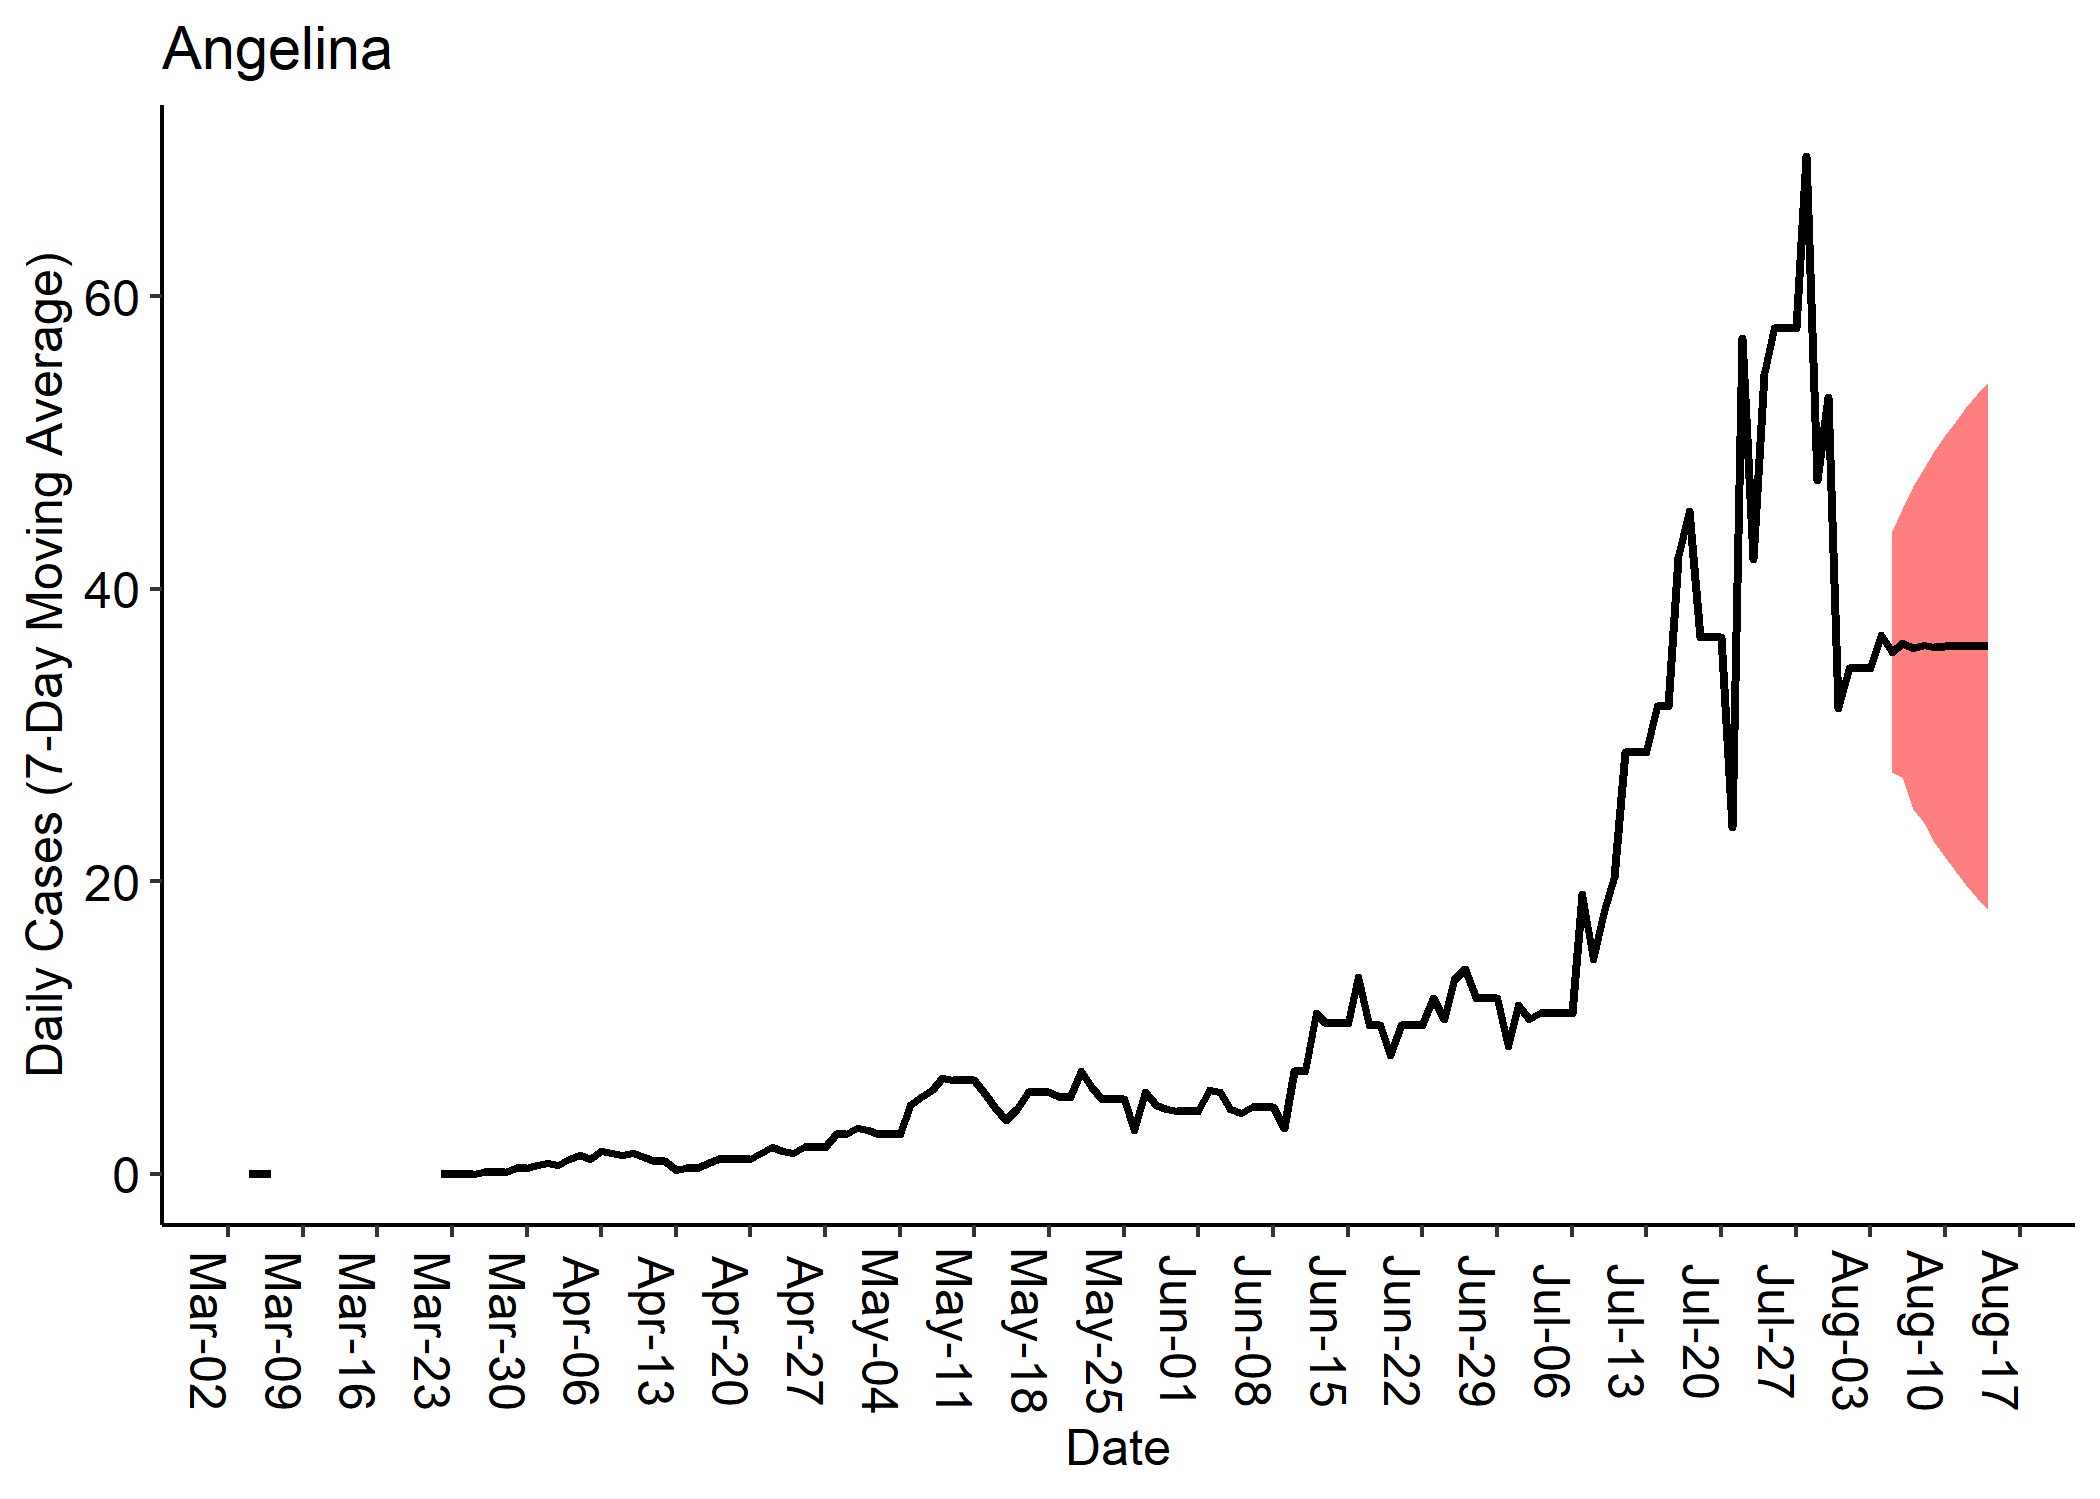 Angelina
Daily Cases (7-Day Moving Average)
60
40
20
0
Mar-02
Mar-09
Mar-16
Mar-23
Mar-30
Apr-06
Apr-13
Apr-20
Apr-27
May-04
May-11
May-18
May-25
Jun-01
Jun-08
Jun-15
Jun-22
Jun-29
Jul-06
Jul-13
Jul-20
Jul-27
Aug-03
Aug-10
Aug-17
Date